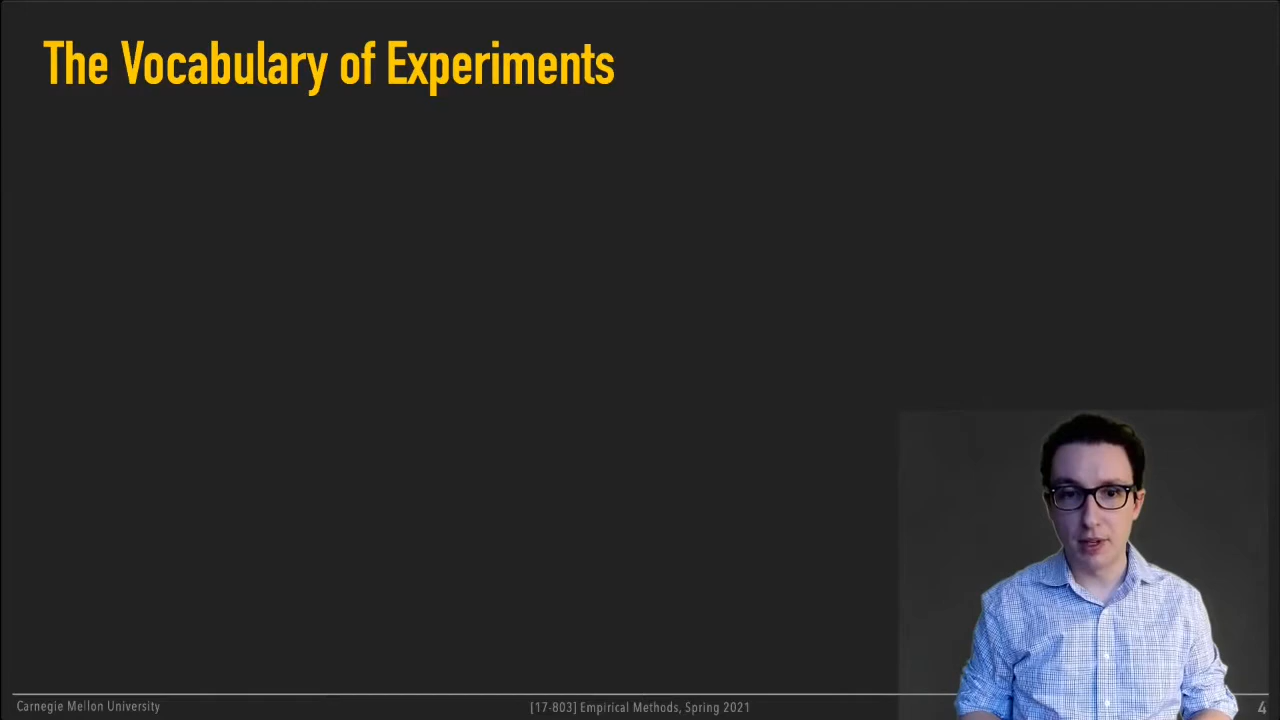 The Vocabulary of Experiments
Carnegie Mellon University
[17-803] Empirical Methods, Spring 2021
4